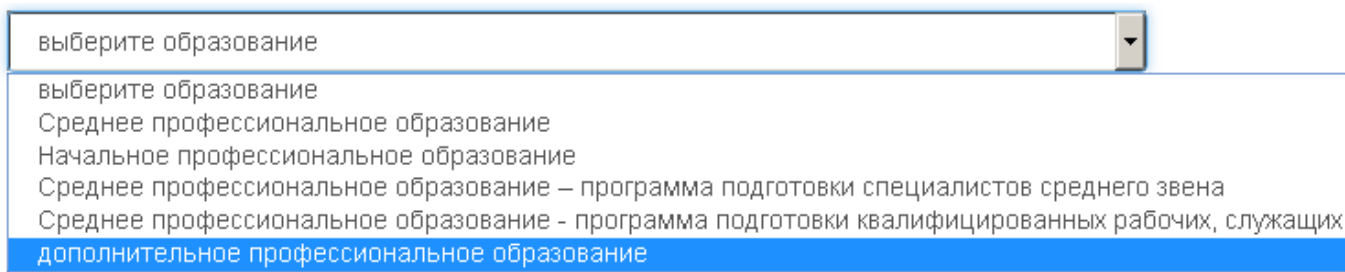 выберите образование
выберите образование
Среднее профессиональное образование
Начальное профессиональное образование
Среднее профессиональное образование – программа подготовки специалистов среднего звена
Среднее профессиональное образование - программа подготовки квалифицированных рабочих, служащих
дополнительное профессиональное образование